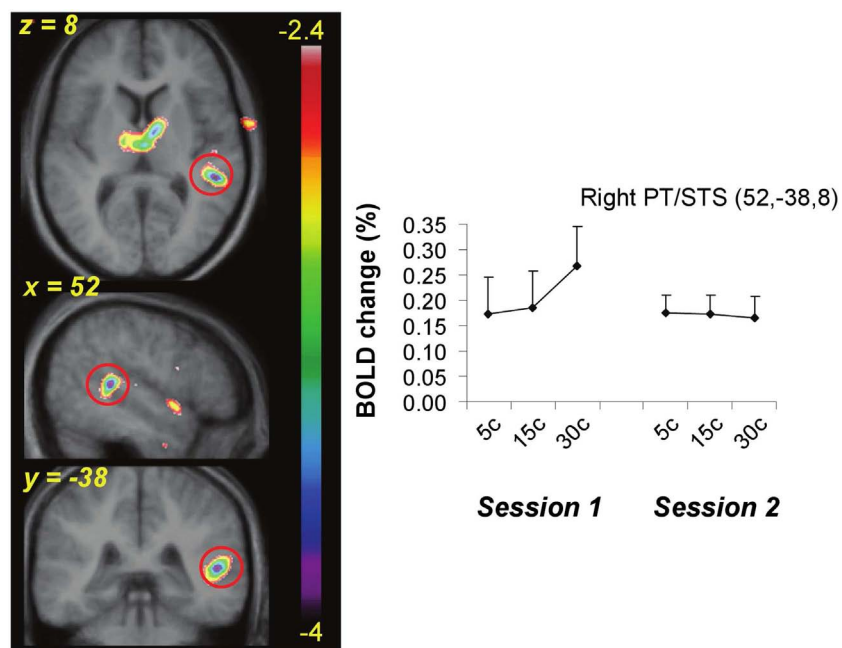 z = 8
-2.4
x = 52
y = -38
-4
Right PT/STS (52,-38,8)
BOLD change (%)
0.35
0.30
0.25
0.20
0.15
0.10
0.05
0.00
5c 15c 30c 5c 15c 30c
Session 1 Session 2